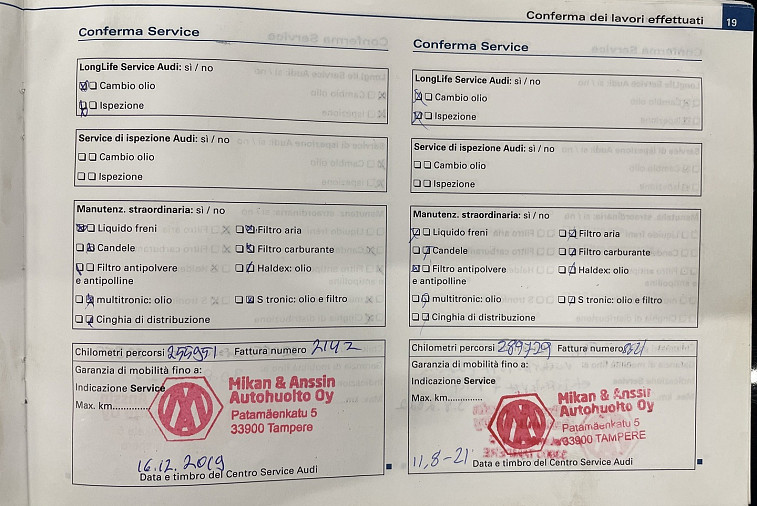 Conferma dei lavori effettuati 19
Conferma Service
LongLife Service Audi: sì / no
Cambio olio
Ispezione
Service di ispezione Audi: sì / no
Cambio olio
Ispezione
Manutenz. straordinaria: sì / no
Liquido freni Filtro aria
Candele Filtro carburante
Filtro antipolvere Haldex: olio
e antipolline
multitronic: olio S tronic: olio e filtro
Cinghia di distribuzione
Chilometri percorsi 255951 Fattura numero 2142
Garanzia di mobilità fino a:
Indicazione Service
Max. km.............
Mikan & Anssin
Autohuolto Oy
Patamäenkatu 5
33900 Tampere
16.12.2019
Data e timbro del Centro Service Audi
Conferma Service
LongLife Service Audi: sì / no
Cambio olio
Ispezione
Service di ispezione Audi: sì / no
Cambio olio
Ispezione
Manutenz. straordinaria: sì / no
Liquido freni Filtro aria
Candele Filtro carburante
Filtro antipolvere Haldex: olio
e antipolline
multitronic: olio S tronic: olio e filtro
Cinghia di distribuzione
Chilometri percorsi 289729 Fattura numero
Garanzia di mobilità fino a:
Indicazione Service
Max. km
Mikan & Anssin
Autohuolto Oy
Patamäenkatu 5
33900 TAMPERE
11,8-21
Data e timbro del Centro Service Audi